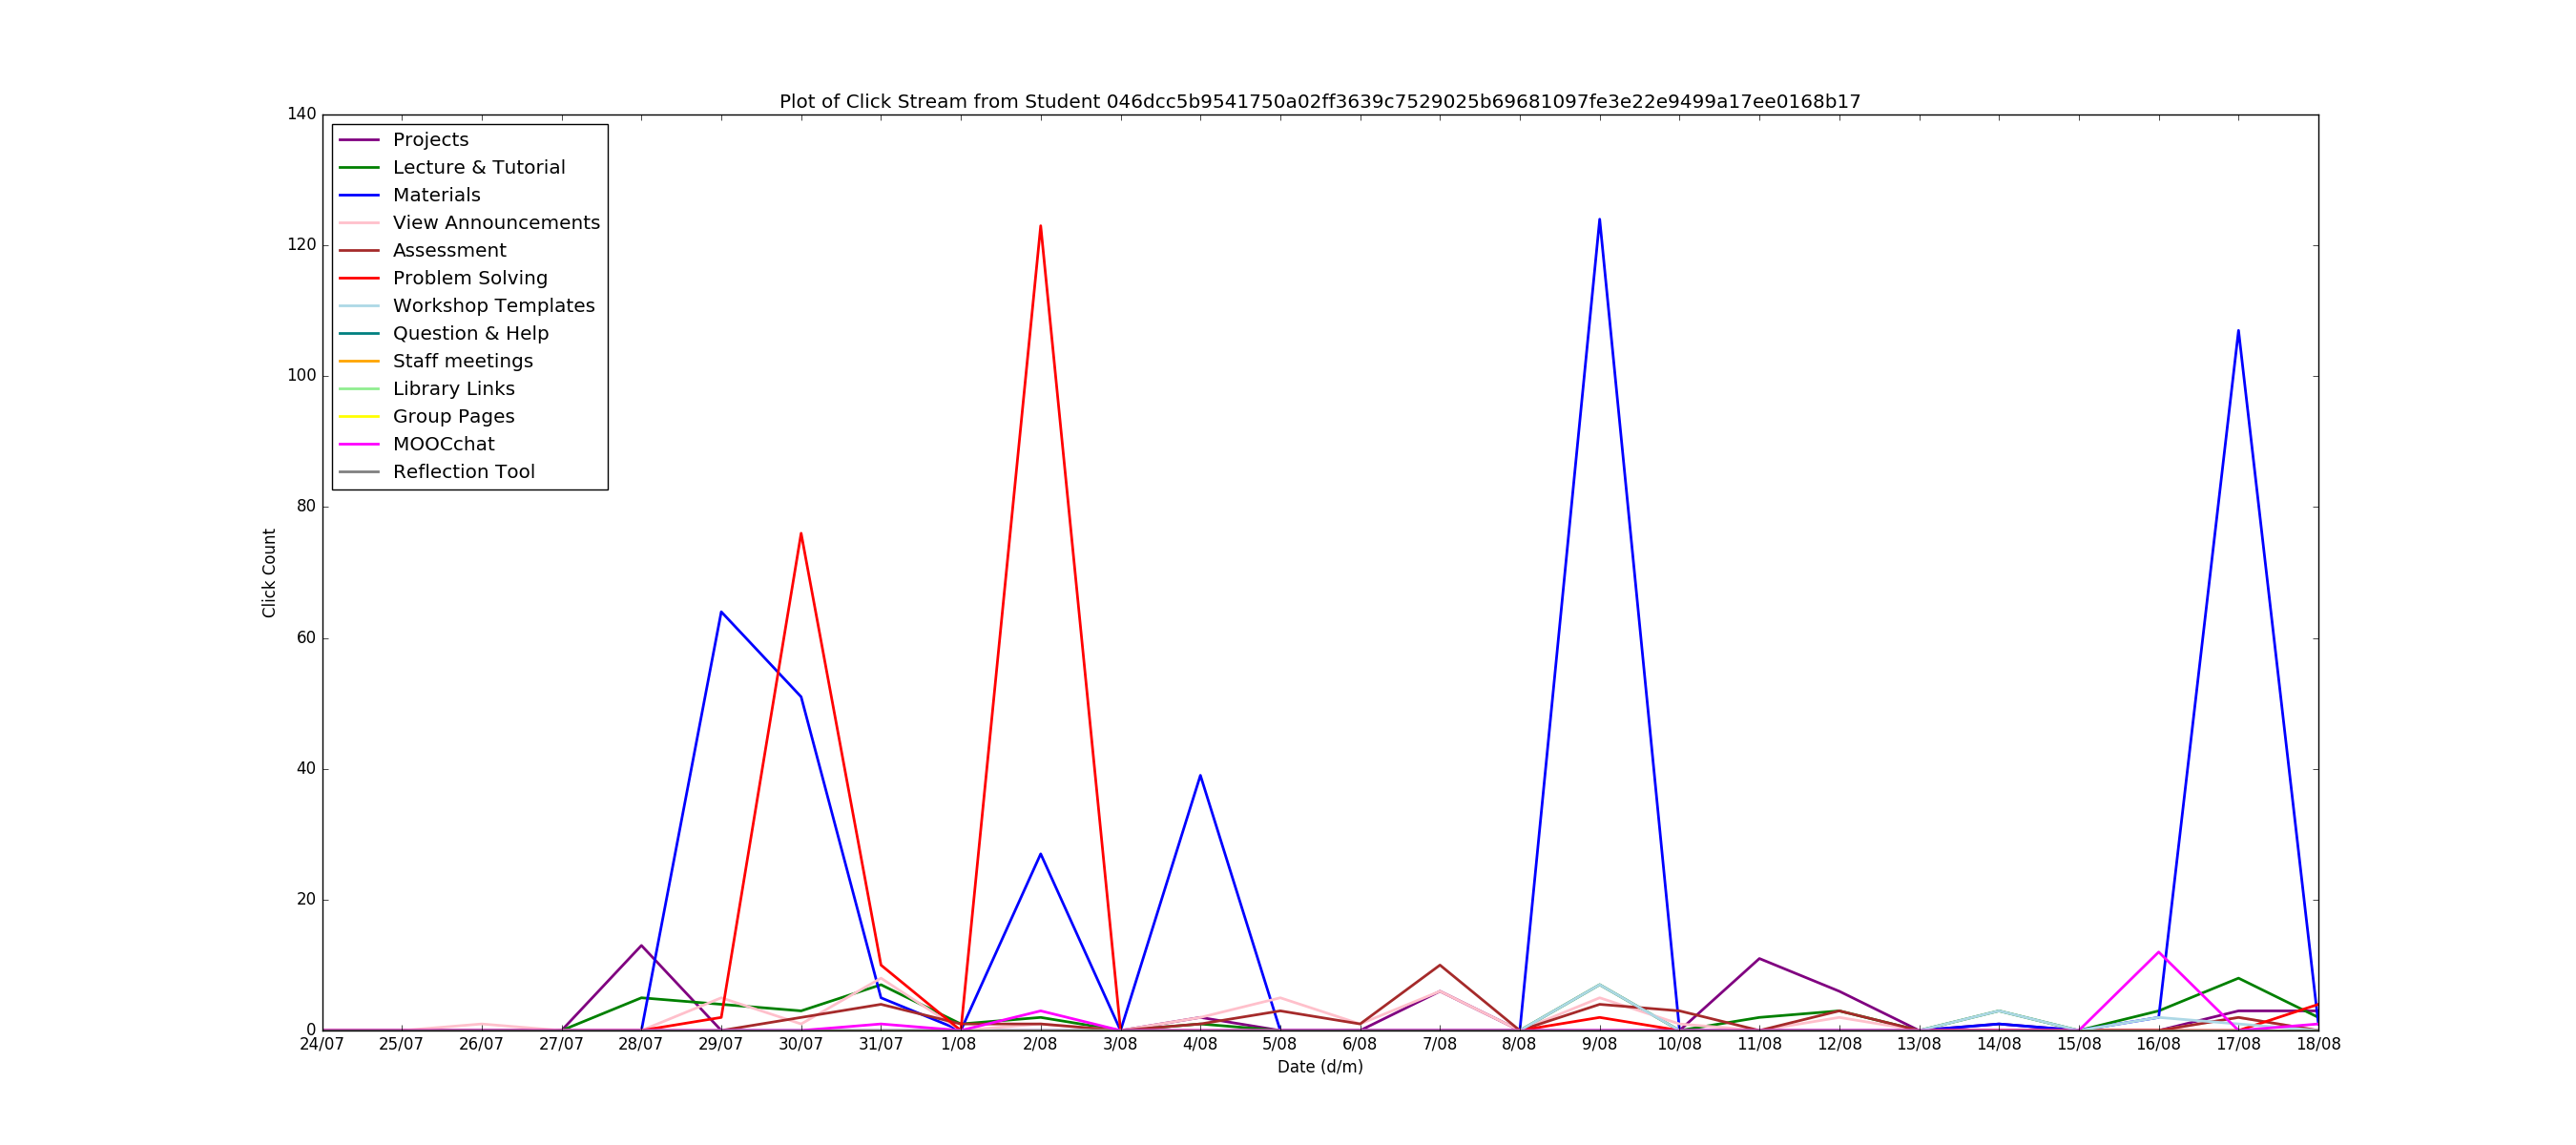 Plot of Click Stream from Student 046dcc5b9541750a02ff3639c7529025b69681097fe3e22e9499a17ee0168b17
140
120
100
80
60
40
20
0
Click Count
Projects
Lecture & Tutorial
Materials
View Announcements
Assessment
Problem Solving
Workshop Templates
Question & Help
Staff meetings
Library Links
Group Pages
MOOCchat
Reflection Tool
24/07 25/07 26/07 27/07 28/07 29/07 30/07 31/07 1/08 2/08 3/08 4/08 5/08 6/08 7/08 8/08 9/08 10/08 11/08 12/08 13/08 14/08 15/08 16/08 17/08 18/08
Date (d/m)